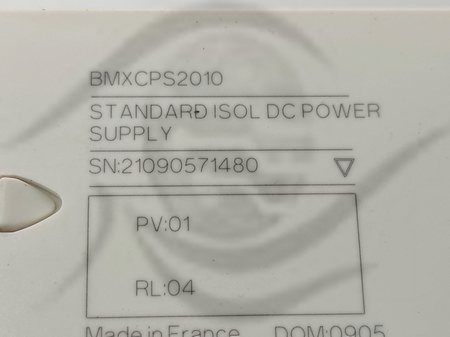 BMXCPS2010
STANDARD ISOL DC POWER
SUPPLY
SN:21090571480
PV:01
RL:04
Made in France DOM:0905